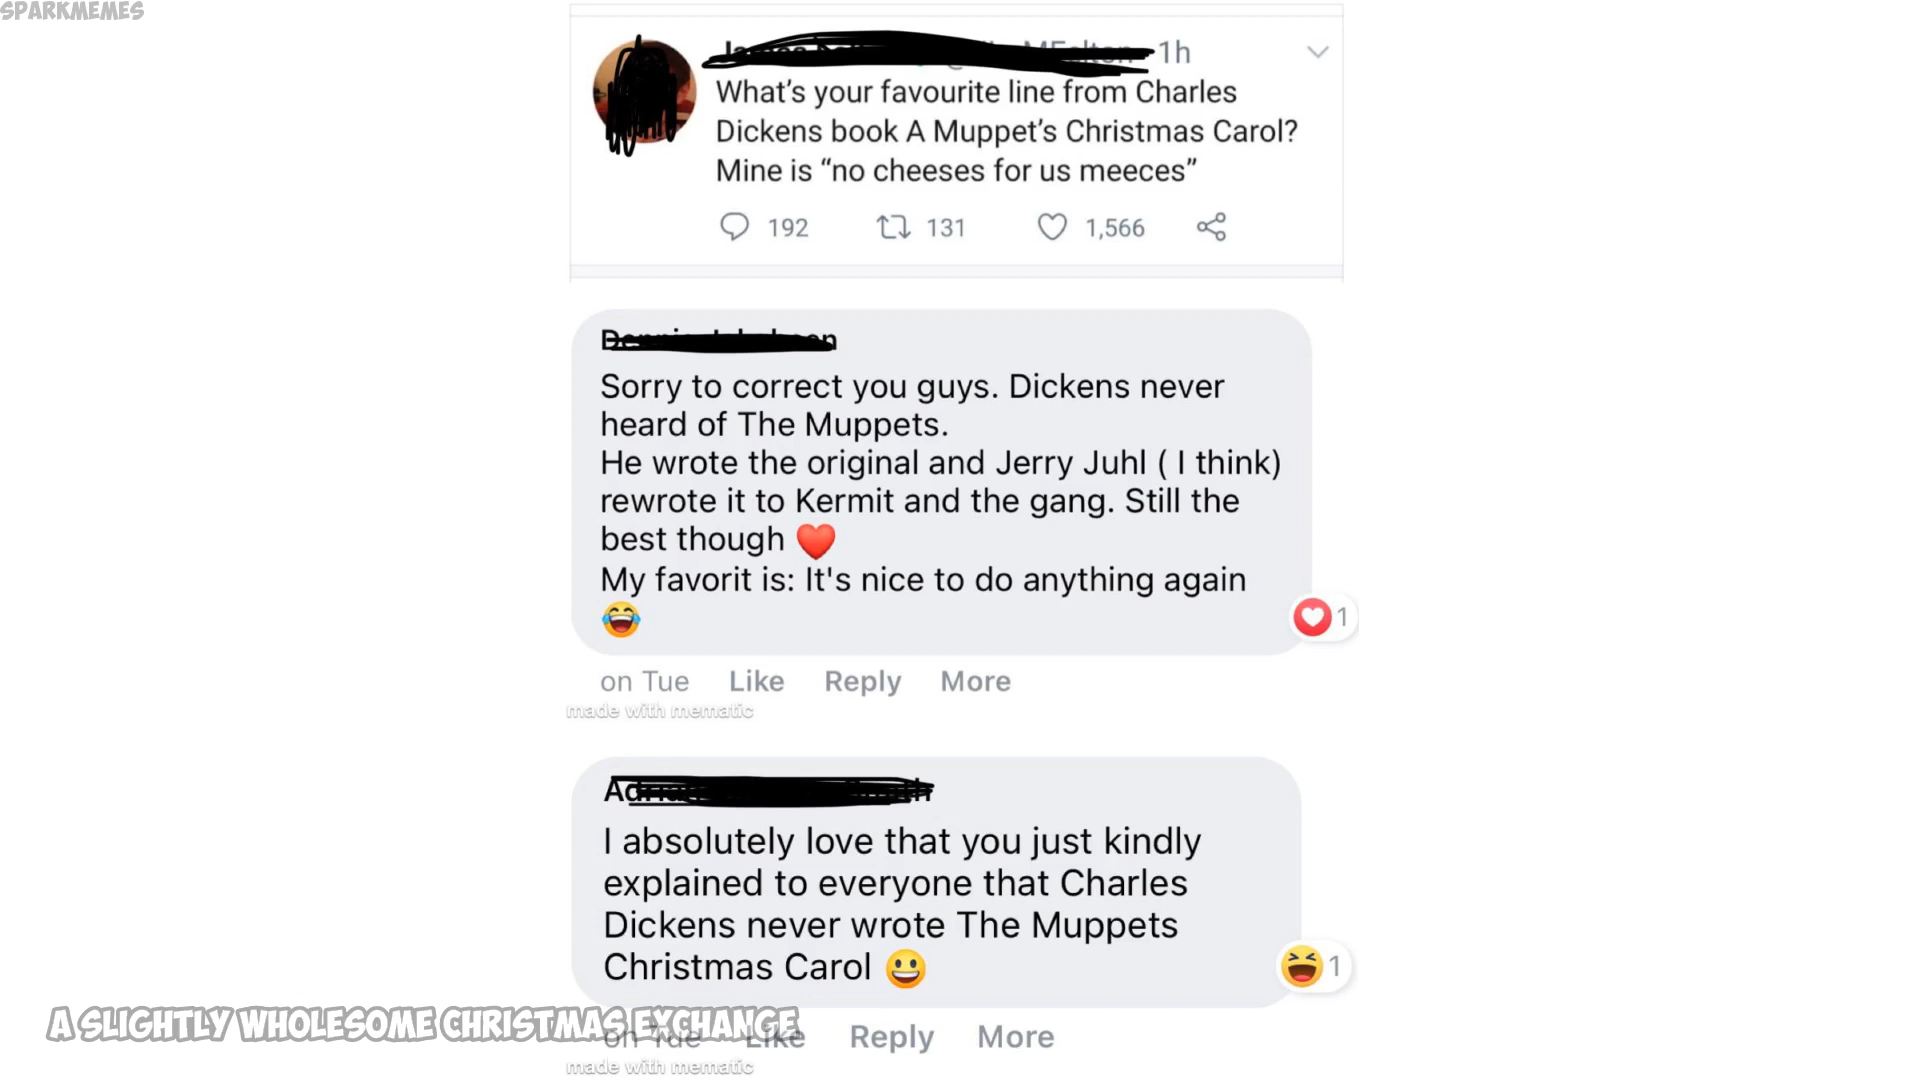 SPARKMEMES
1h
What’s your favourite line from Charles
Dickens book A Muppet’s Christmas Carol?
Mine is “no cheeses for us meeces”
192 131 1,566
Sorry to correct you guys. Dickens never
heard of The Muppets.
He wrote the original and Jerry Juhl ( I think)
rewrote it to Kermit and the gang. Still the
best though ❤️
My favorit is: It's nice to do anything again
😂
1
on Tue Like Reply More
made with mematic
I absolutely love that you just kindly
explained to everyone that Charles
Dickens never wrote The Muppets
Christmas Carol 😃
1
A SLIGHTLY WHOLESOME CHRISTMAS EXCHANGE
on Tue Like Reply More
made with mematic